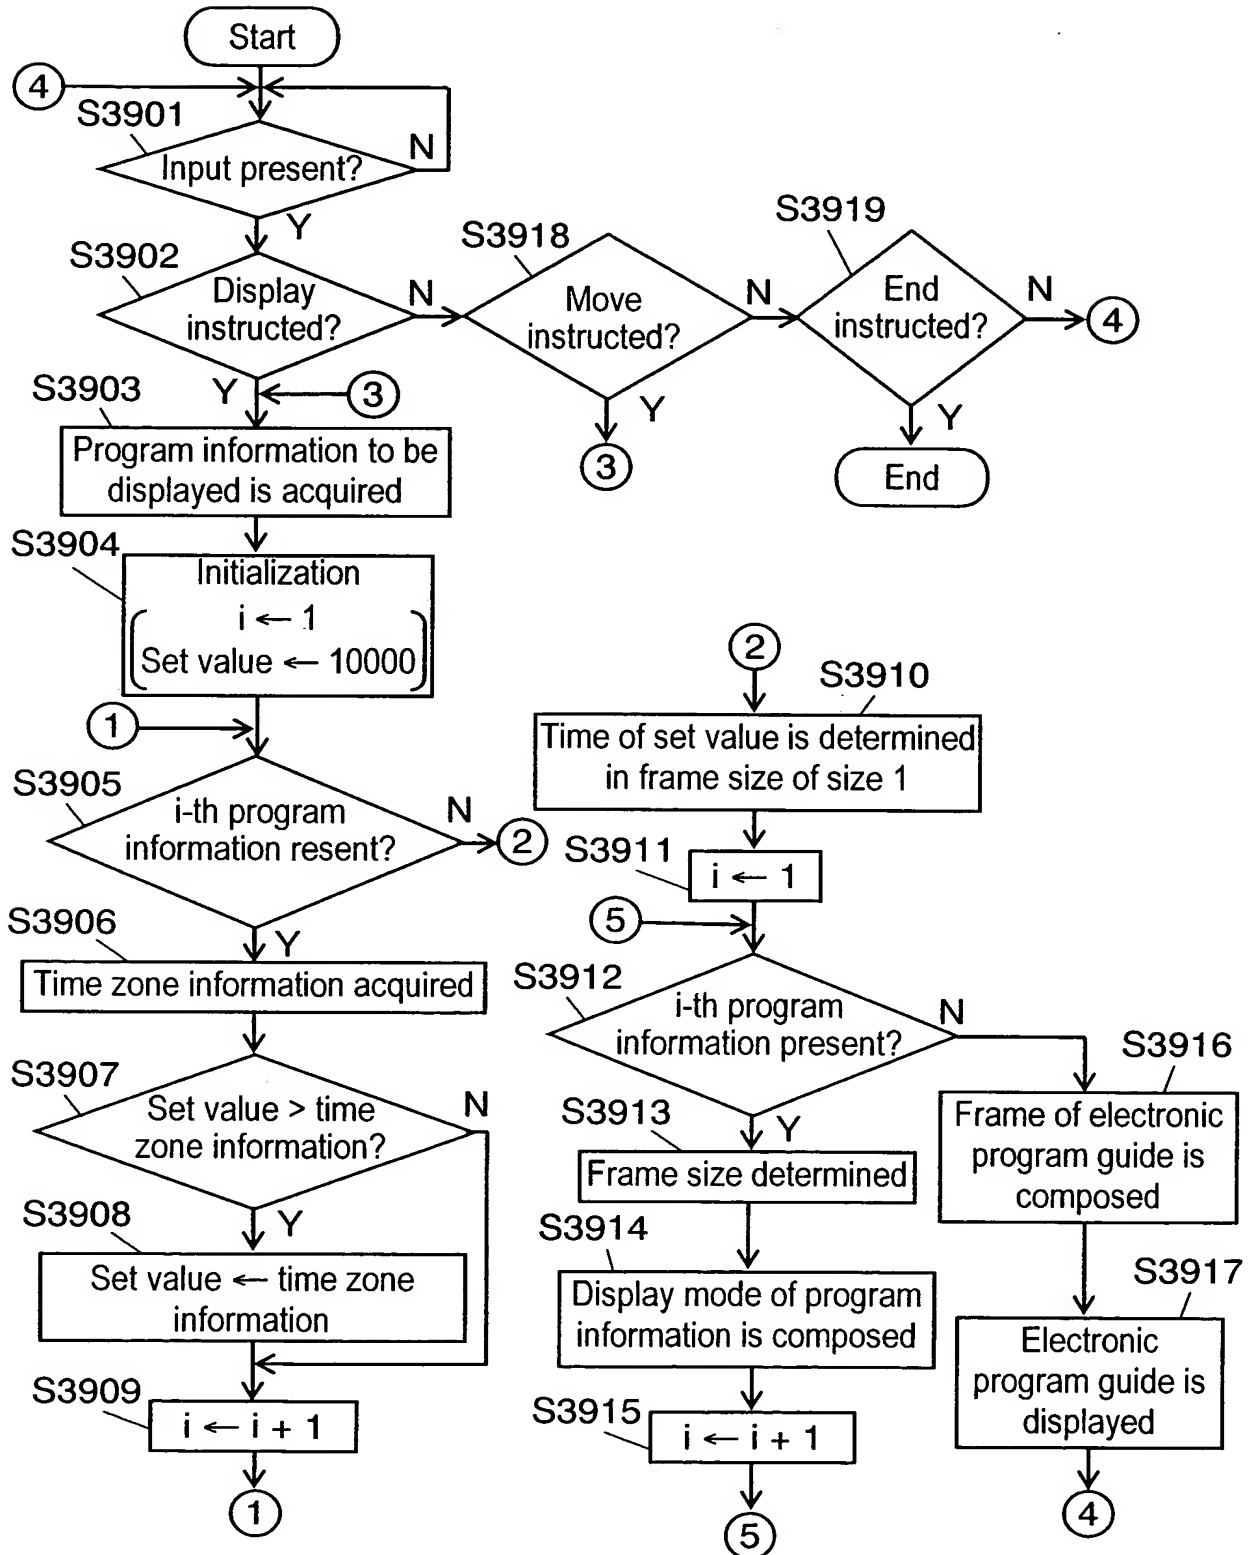 Start
4
S3901
Input present?
N
Y
S3902
Display
instructed?
N
Y
S3918
Move
instructed?
N
Y
3
S3919
End
instructed?
N
4
Y
End
3
S3903
Program information to be
displayed is acquired
S3904
Initialization
i ← 1
Set value ← 10000
1
S3905
i-th program
information resent?
N
2
Y
S3906
Time zone information acquired
S3907
Set value > time
zone information?
N
Y
S3908
Set value ← time zone
information
S3909
i ← i + 1
1
2
S3910
Time of set value is determined
in frame size of size 1
S3911
i ← 1
5
S3912
i-th program
information present?
N
Y
S3913
Frame size determined
S3914
Display mode of program
information is composed
S3915
i ← i + 1
5
S3916
Frame of electronic
program guide is
composed
S3917
Electronic
program guide is
displayed
4